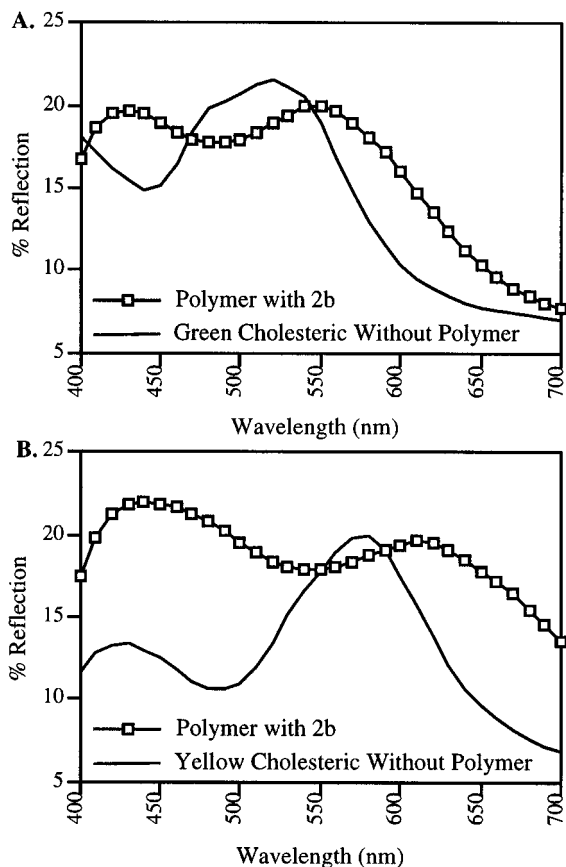 A.
% Reflection
25
20
15
10
5
Polymer with 2b
Green Cholesteric Without Polymer
400 450 500 550 600 650 700
Wavelength (nm)
B.
% Reflection
25
20
15
10
5
Polymer with 2b
Yellow Cholesteric Without Polymer
400 450 500 550 600 650 700
Wavelength (nm)